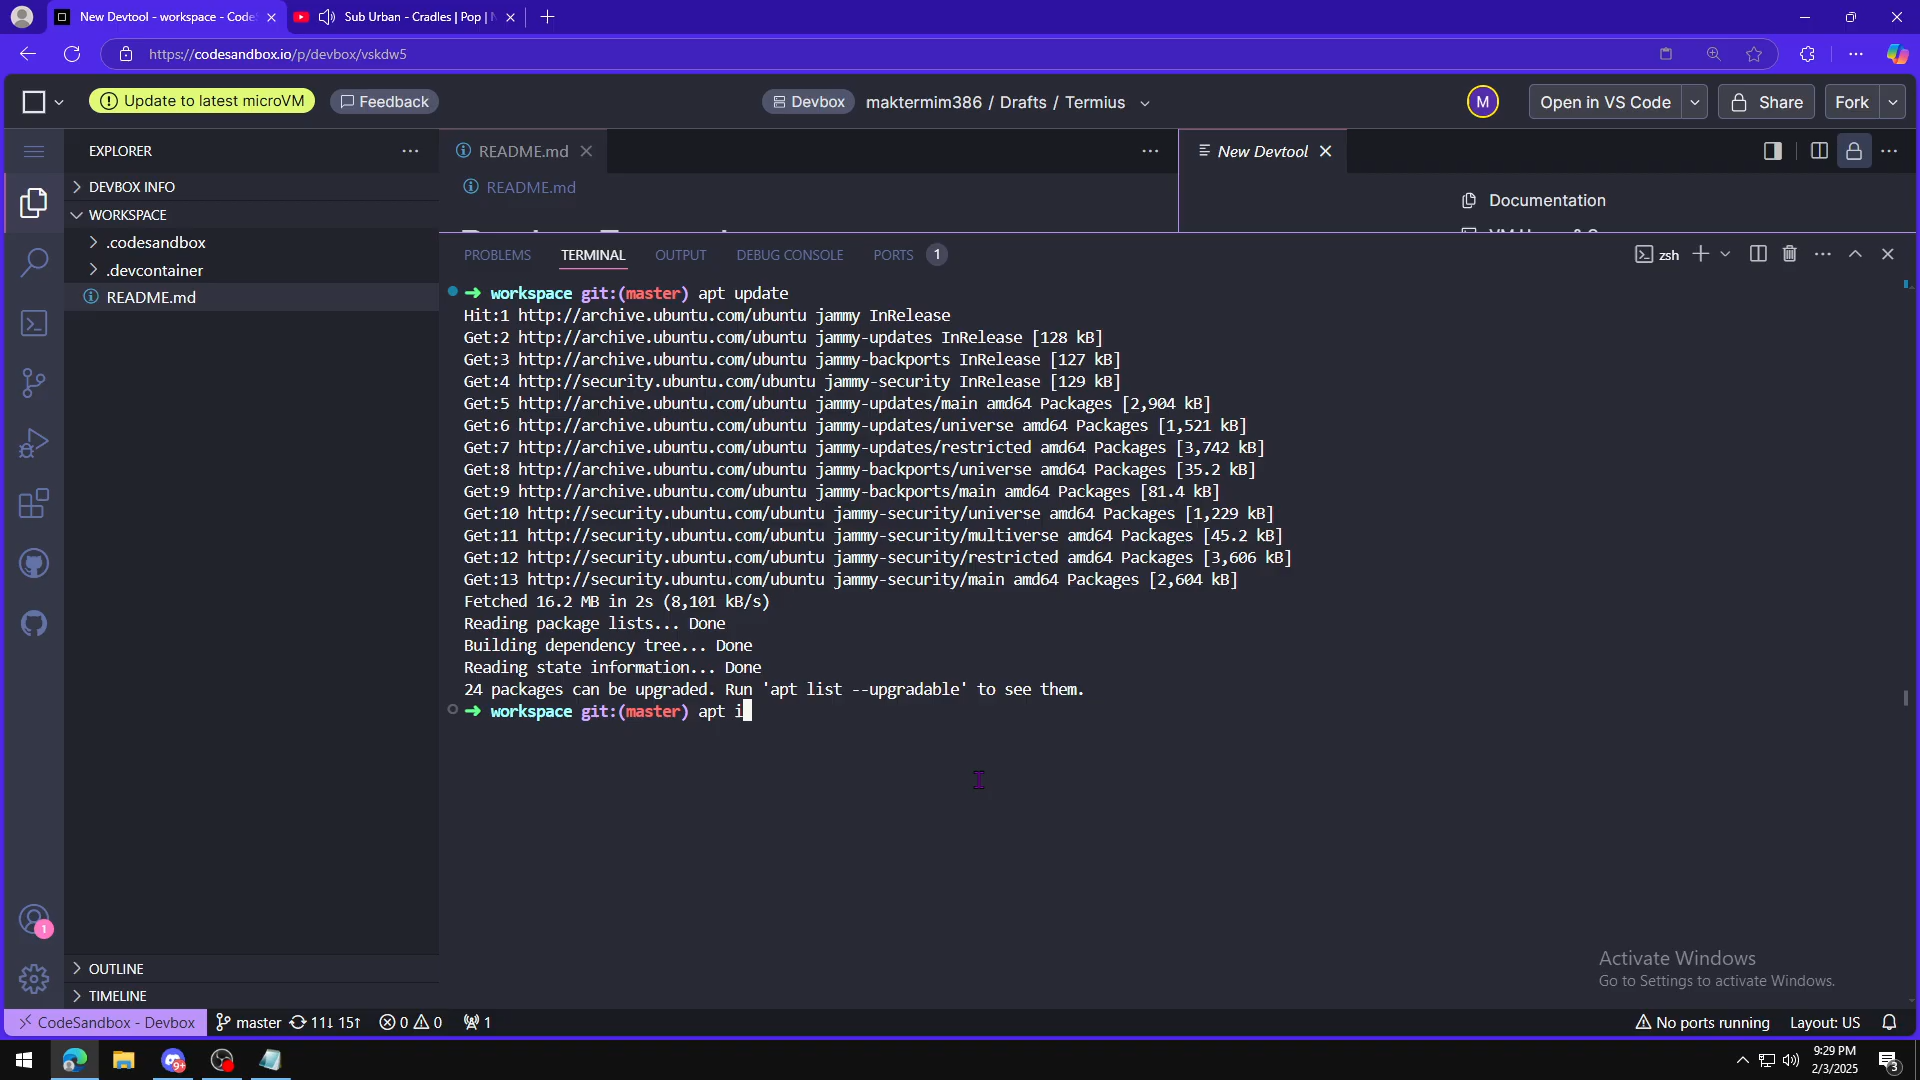 New Devtool - workspace - Code
Sub Urban - Cradles | Pop |
https://codesandbox.io/p/devbox/vskdw5
Update to latest microVM
Feedback
Devbox
maktermim386 / Drafts / Termius
M
Open in VS Code
Share
Fork
EXPLORER
README.md
New Devtool
DEVBOX INFO
README.md
Documentation
WORKSPACE
.codesandbox
.devcontainer
README.md
PROBLEMS
TERMINAL
OUTPUT
DEBUG CONSOLE
PORTS
1
zsh
→ workspace git:(master) apt update
Hit:1 http://archive.ubuntu.com/ubuntu jammy InRelease
Get:2 http://archive.ubuntu.com/ubuntu jammy-updates InRelease [128 kB]
Get:3 http://archive.ubuntu.com/ubuntu jammy-backports InRelease [127 kB]
Get:4 http://security.ubuntu.com/ubuntu jammy-security InRelease [129 kB]
Get:5 http://archive.ubuntu.com/ubuntu jammy-updates/main amd64 Packages [2,904 kB]
Get:6 http://archive.ubuntu.com/ubuntu jammy-updates/universe amd64 Packages [1,521 kB]
Get:7 http://archive.ubuntu.com/ubuntu jammy-updates/restricted amd64 Packages [3,742 kB]
Get:8 http://archive.ubuntu.com/ubuntu jammy-backports/universe amd64 Packages [35.2 kB]
Get:9 http://archive.ubuntu.com/ubuntu jammy-backports/main amd64 Packages [81.4 kB]
Get:10 http://security.ubuntu.com/ubuntu jammy-security/universe amd64 Packages [1,229 kB]
Get:11 http://security.ubuntu.com/ubuntu jammy-security/multiverse amd64 Packages [45.2 kB]
Get:12 http://security.ubuntu.com/ubuntu jammy-security/restricted amd64 Packages [3,606 kB]
Get:13 http://security.ubuntu.com/ubuntu jammy-security/main amd64 Packages [2,604 kB]
Fetched 16.2 MB in 2s (8,101 kB/s)
Reading package lists... Done
Building dependency tree... Done
Reading state information... Done
24 packages can be upgraded. Run 'apt list --upgradable' to see them.
→ workspace git:(master) apt i
1
OUTLINE
TIMELINE
Activate Windows
Go to Settings to activate Windows.
CodeSandbox - Devbox
master
11↓ 15↑
0
0
1
No ports running
Layout: US
9+
9:29 PM
2/3/2025
3